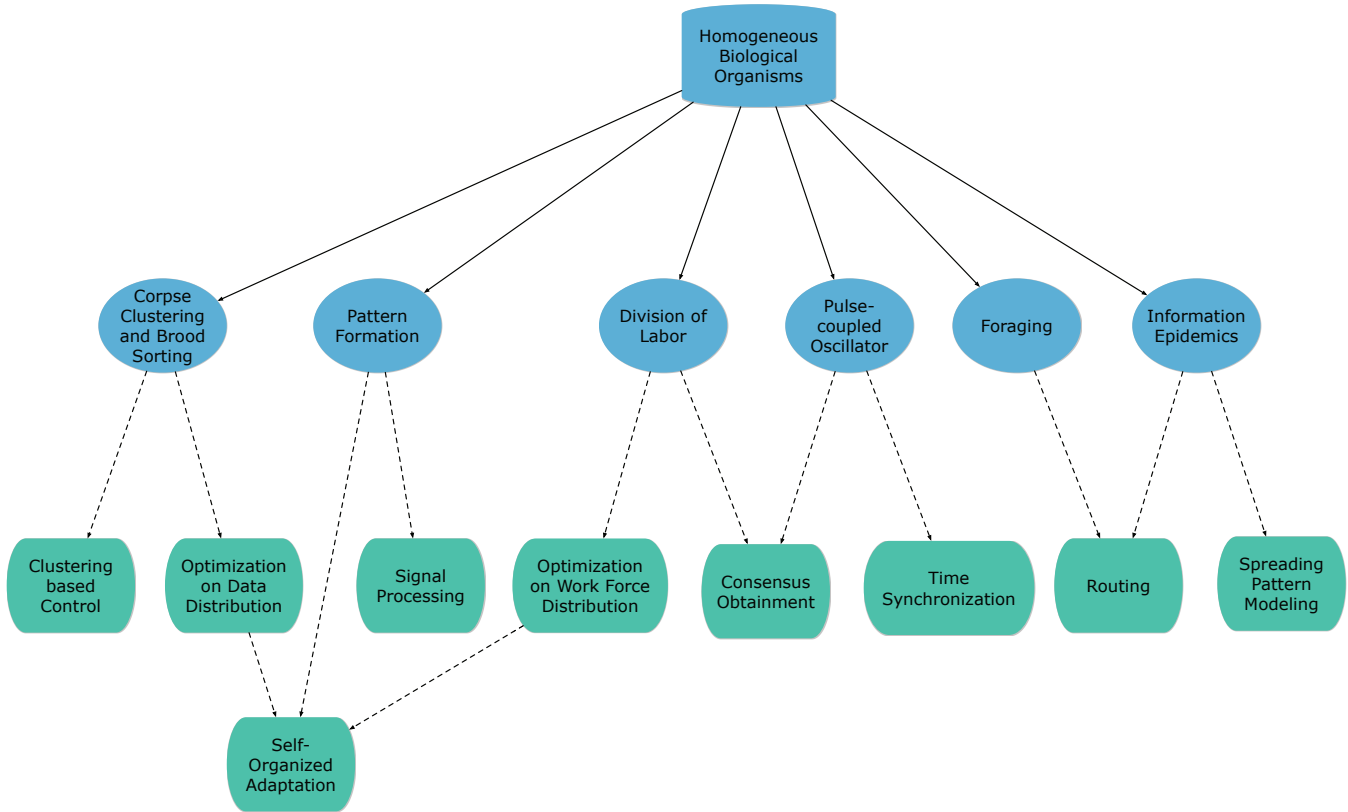 Homogeneous
Biological
Organisms
Corpse
Clustering
and Brood
Sorting
Pattern
Formation
Division of
Labor
Pulse-
coupled
Oscillator
Foraging
Information
Epidemics
Clustering
based
Control
Optimization
on Data
Distribution
Signal
Processing
Optimization
on Work Force
Distribution
Consensus
Obtainment
Time
Synchronization
Routing
Spreading
Pattern
Modeling
Self-
Organized
Adaptation